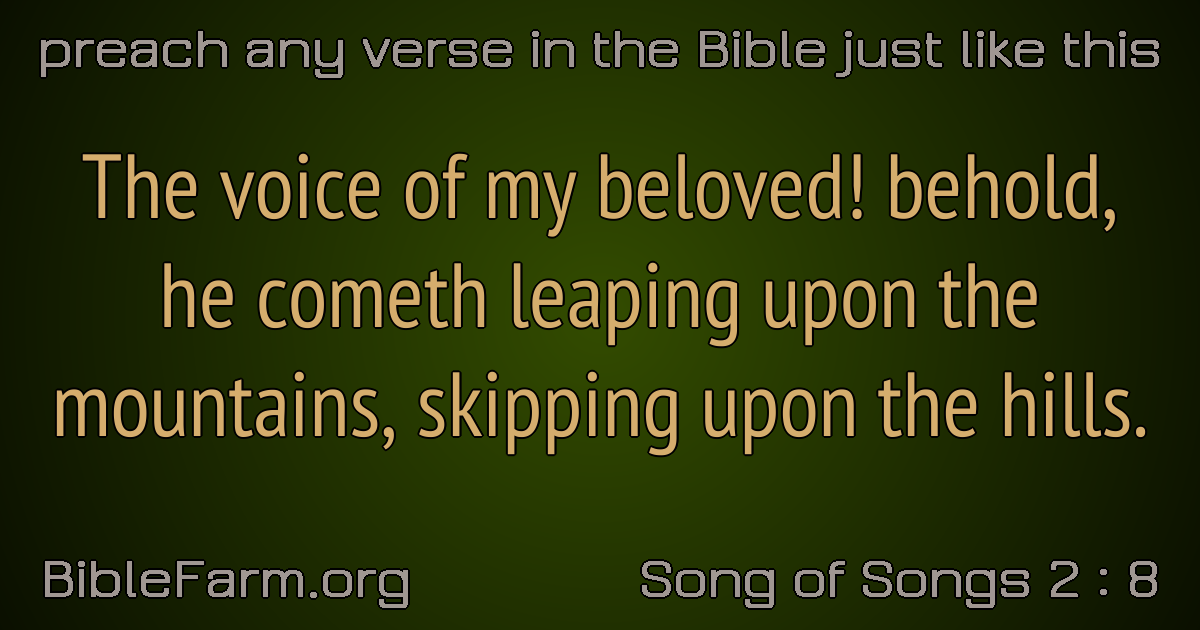 preach any verse in the Bible just like this
The voice of my beloved! behold,
he cometh leaping upon the
mountains, skipping upon the hills.
BibleFarm.org
Song of Songs 2 : 8